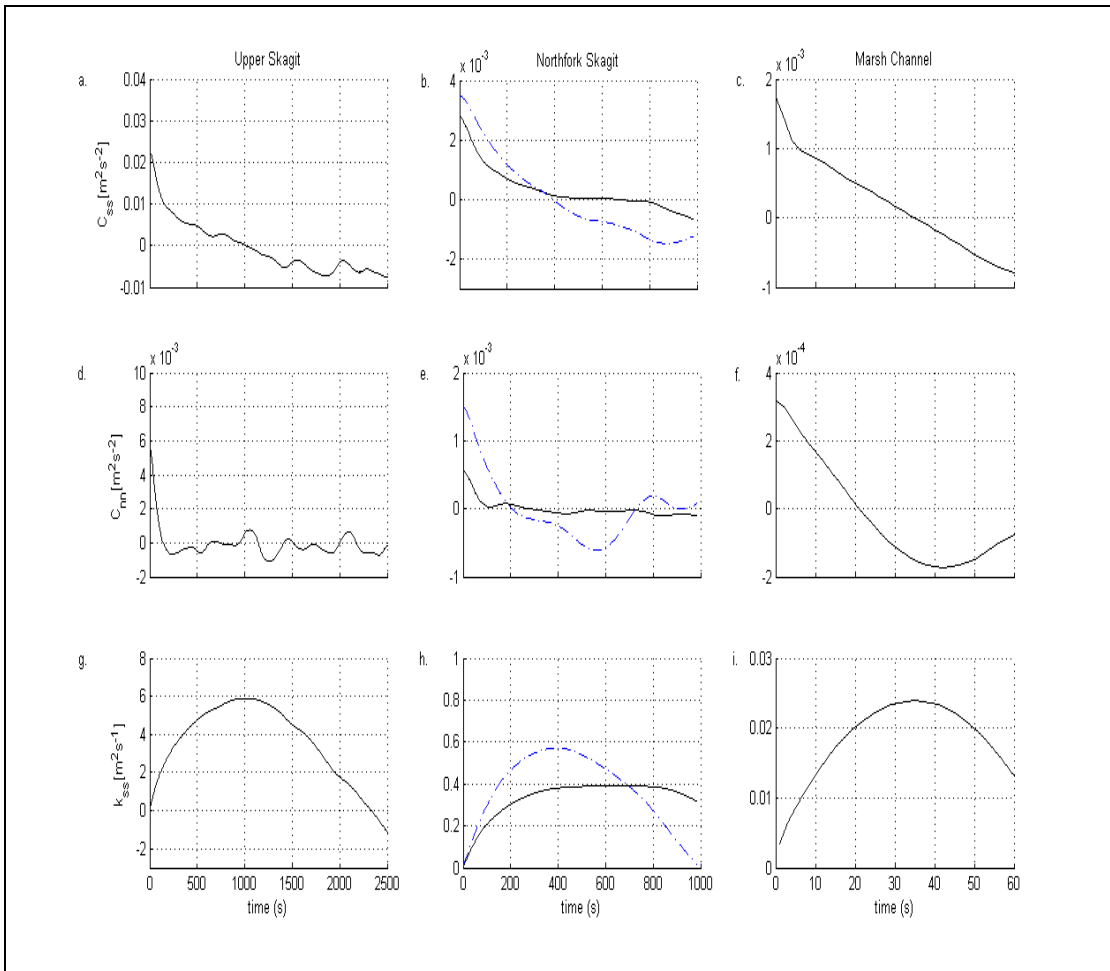 Upper Skagit
Northfork Skagit
Marsh Channel
a.
0.04
0.03
0.02
0.01
0
-0.01
C_ss [m²s⁻²]
b.
x 10⁻³
4
2
0
-2
c.
x 10⁻³
2
1
0
-1
d.
x 10⁻³
10
8
6
4
2
0
-2
C_nn [m²s⁻²]
e.
x 10⁻³
2
1
0
-1
f.
x 10⁻⁴
4
2
0
-2
g.
8
6
4
2
0
-2
k_ss [m²s⁻¹]
0 500 1000 1500 2000 2500
time (s)
h.
1
0.8
0.6
0.4
0.2
0
0 200 400 600 800 1000
time (s)
i.
0.03
0.02
0.01
0
0 10 20 30 40 50 60
time (s)